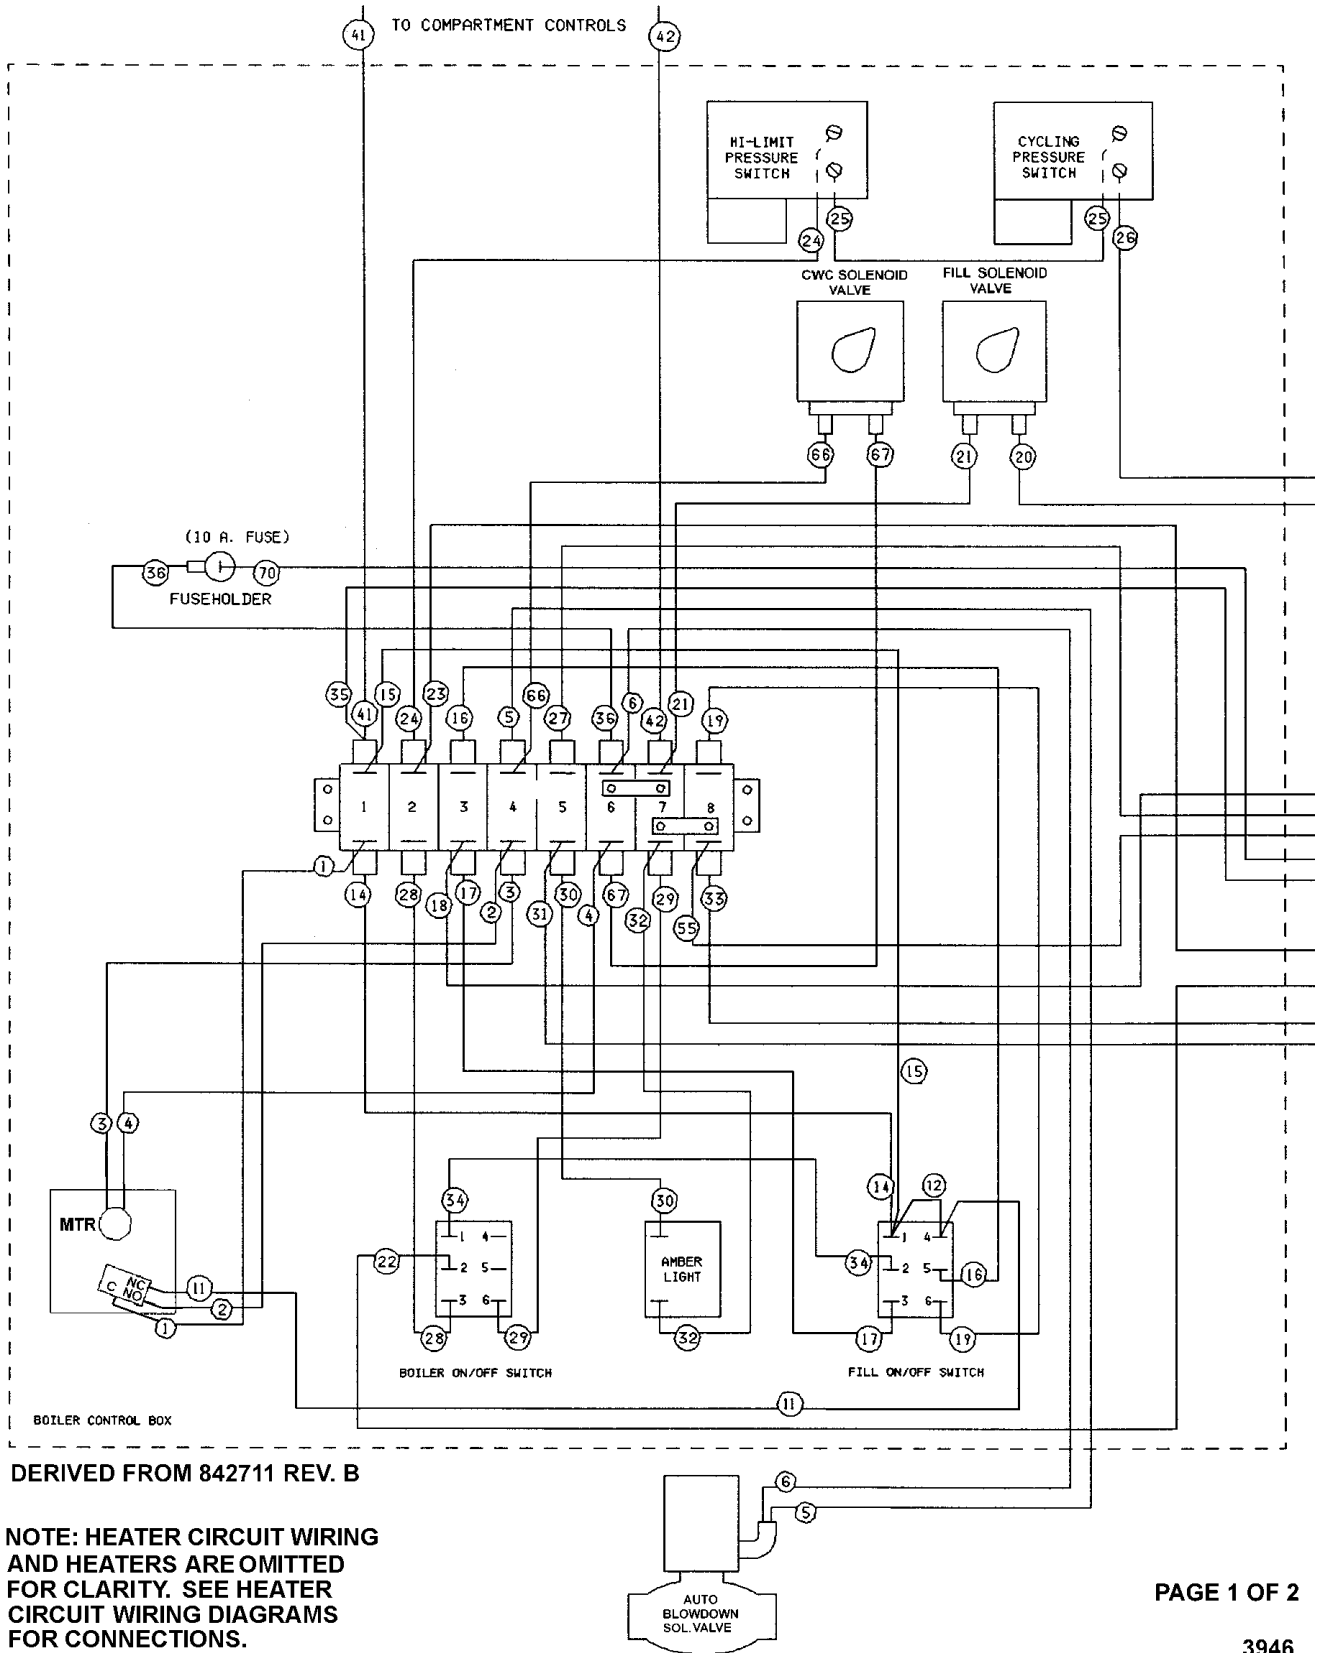 41 TO COMPARTMENT CONTROLS 42
HI-LIMIT
PRESSURE
SWITCH
CYCLING
PRESSURE
SWITCH
25 25
24 26
CWC SOLENOID
VALVE
FILL SOLENOID
VALVE
66 67 21 20
(10 A. FUSE)
36 70
FUSEHOLDER
35 15 23 66 6 21
41 24 16 5 27 36 42 19
1 2 3 4 5 6 7 8
1
14 28 18 17 2 3 31 30 4 67 32 29 55 33
15
3 4
MTR
NC
C NO
11
2
1
34
22
1 4
2 5
3 6
28 29
BOILER ON/OFF SWITCH
30
AMBER
LIGHT
32
14 12
34
1 4
2 5 16
3 6
17 19
FILL ON/OFF SWITCH
11
BOILER CONTROL BOX
DERIVED FROM 842711 REV. B
6
5
NOTE: HEATER CIRCUIT WIRING
AND HEATERS ARE OMITTED
FOR CLARITY. SEE HEATER
CIRCUIT WIRING DIAGRAMS
FOR CONNECTIONS.
AUTO
BLOWDOWN
SOL.VALVE
PAGE 1 OF 2
3946